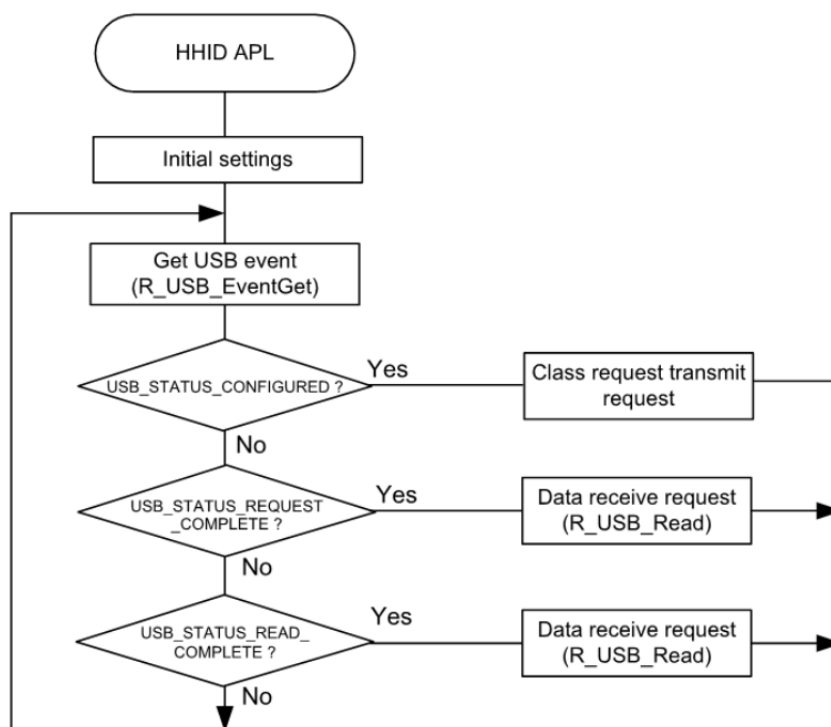 HHID APL
Initial settings
Get USB event
(R_USB_EventGet)
USB_STATUS_CONFIGURED ?
Yes
Class request transmit
request
No
USB_STATUS_REQUEST
_COMPLETE ?
Yes
Data receive request
(R_USB_Read)
No
USB_STATUS_READ_
COMPLETE ?
Yes
Data receive request
(R_USB_Read)
No